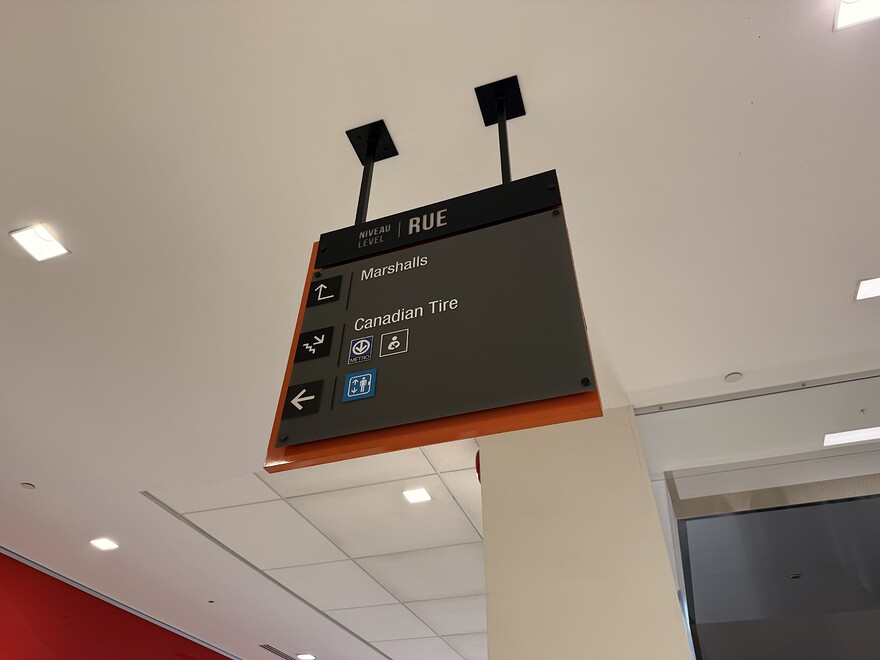 NIVEAU
LEVEL
RUE
Marshalls
Canadian Tire
METRO